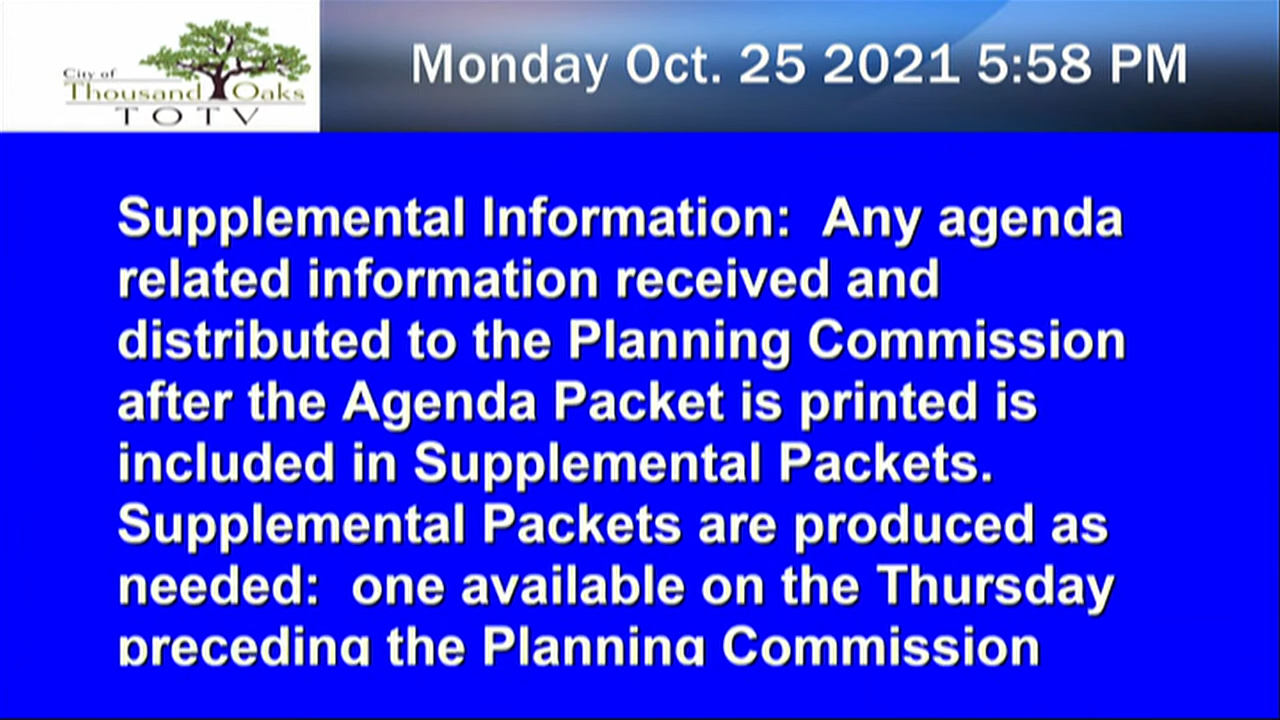 City of
Thousand Oaks
TOTV
Monday Oct. 25 2021 5:58 PM
Supplemental Information:  Any agenda
related information received and
distributed to the Planning Commission
after the Agenda Packet is printed is
included in Supplemental Packets.
Supplemental Packets are produced as
needed:  one available on the Thursday
preceding the Planning Commission